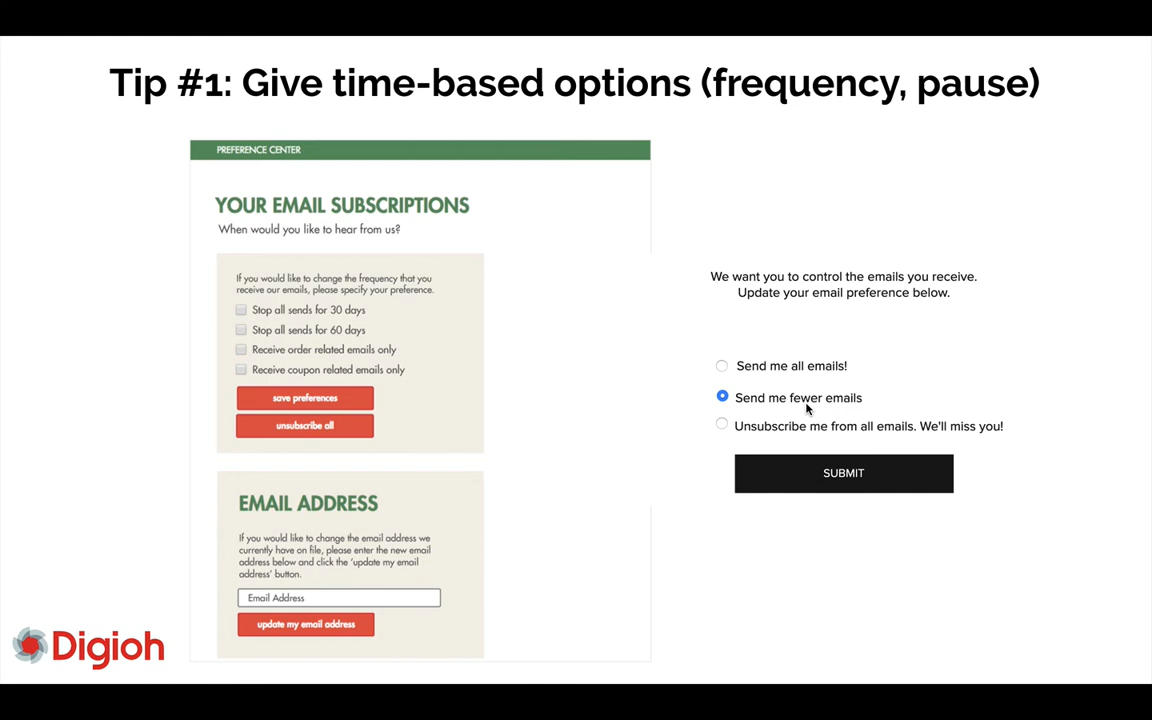 Tip #1: Give time-based options (frequency, pause)
PREFERENCE CENTER
YOUR EMAIL SUBSCRIPTIONS
When would you like to hear from us?
If you would like to change the frequency that you
receive our emails, please specify your preference.
Stop all sends for 30 days
Stop all sends for 60 days
Receive order related emails only
Receive coupon related emails only
save preferences
unsubscribe all
EMAIL ADDRESS
If you would like to change the email address we
currently have on file, please enter the new email
address below and click the 'update my email
address' button.
Email Address
update my email address
We want you to control the emails you receive.
Update your email preference below.
Send me all emails!
Send me fewer emails
Unsubscribe me from all emails. We'll miss you!
SUBMIT
Digioh